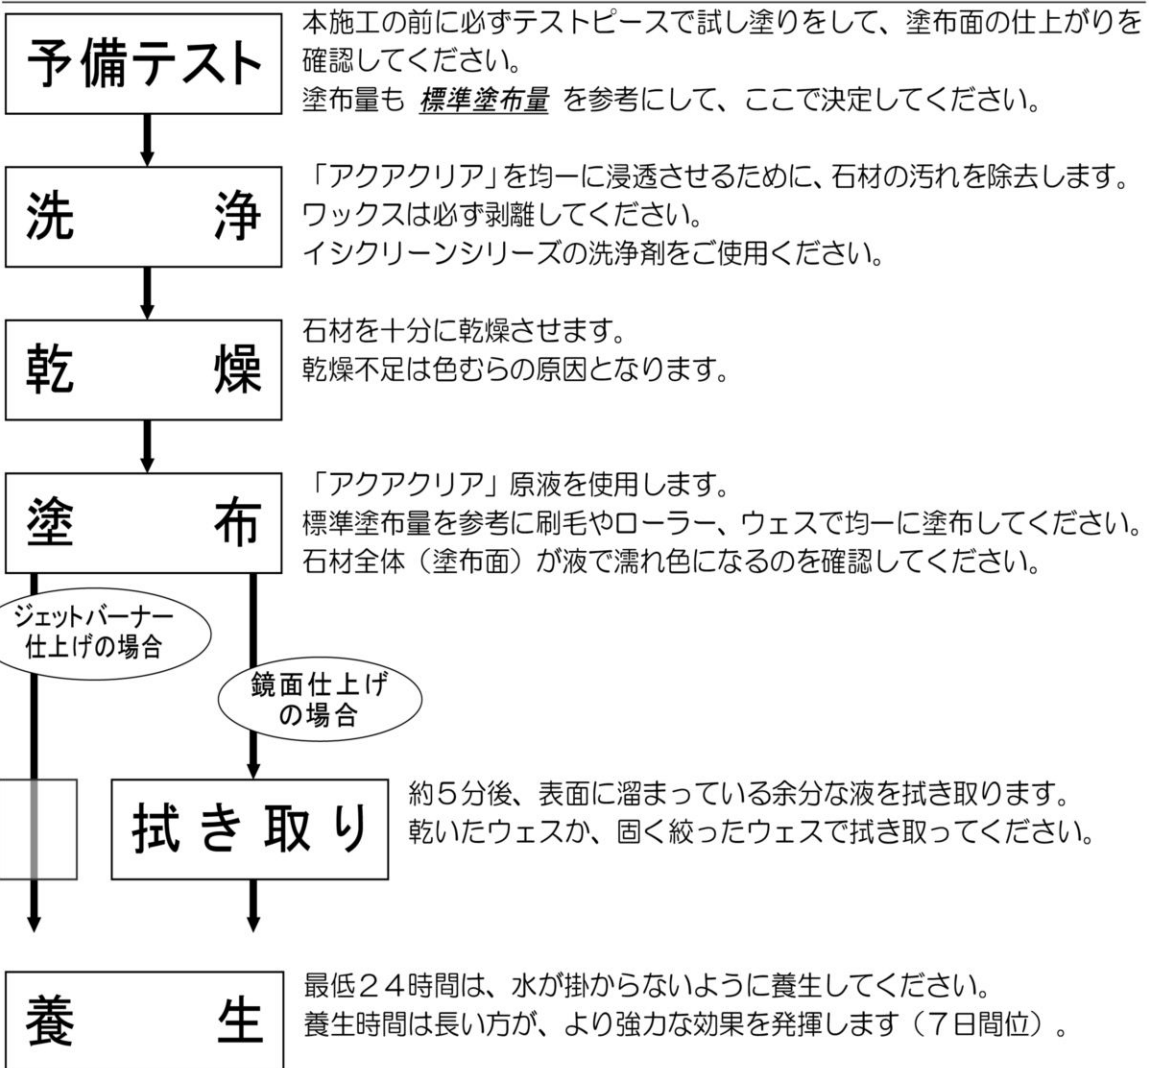 予備テスト
本施工の前に必ずテストピースで試し塗りをして、塗布面の仕上がりを
確認してください。
塗布量も 標準塗布量 を参考にして、ここで決定してください。
洗浄
「アクアクリア」を均一に浸透させるために、石材の汚れを除去します。
ワックスは必ず剥離してください。
イシクリーンシリーズの洗浄剤をご使用ください。
乾燥
石材を十分に乾燥させます。
乾燥不足は色むらの原因となります。
塗布
「アクアクリア」原液を使用します。
標準塗布量を参考に刷毛やローラー、ウェスで均一に塗布してください。
石材全体（塗布面）が液で濡れ色になるのを確認してください。
ジェットバーナー
仕上げの場合
鏡面仕上げ
の場合
拭き取り
約５分後、表面に溜まっている余分な液を拭き取ります。
乾いたウェスか、固く絞ったウェスで拭き取ってください。
養生
最低２４時間は、水が掛からないように養生してください。
養生時間は長い方が、より強力な効果を発揮します（７日間位）。